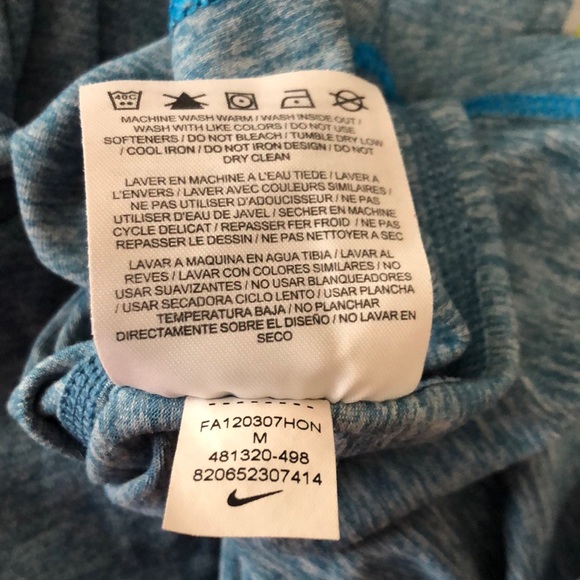 40C
MACHINE WASH WARM / WASH INSIDE OUT /
WASH WITH LIKE COLORS / DO NOT USE
SOFTENERS / DO NOT BLEACH / TUMBLE DRY LOW
/ COOL IRON / DO NOT IRON DESIGN / DO NOT
DRY CLEAN
LAVER EN MACHINE A L'EAU TIEDE / LAVER A
L'ENVERS / LAVER AVEC COULEURS SIMILAIRES /
NE PAS UTILISER D'ADOUCISSEUR / NE PAS
UTILISER D'EAU DE JAVEL / SECHER EN MACHINE
CYCLE DELICAT / REPASSER FER FROID / NE PAS
REPASSER LE DESSIN / NE PAS NETTOYER A SEC
LAVAR A MAQUINA EN AGUA TIBIA / LAVAR AL
REVES / LAVAR CON COLORES SIMILARES / NO
USAR SUAVIZANTES / NO USAR BLANQUEADORES
/ USAR SECADORA CICLO LENTO / USAR PLANCHA
TEMPERATURA BAJA / NO PLANCHAR
DIRECTAMENTE SOBRE EL DISEÑO / NO LAVAR EN
SECO
FA120307HON
M
481320-498
820652307414